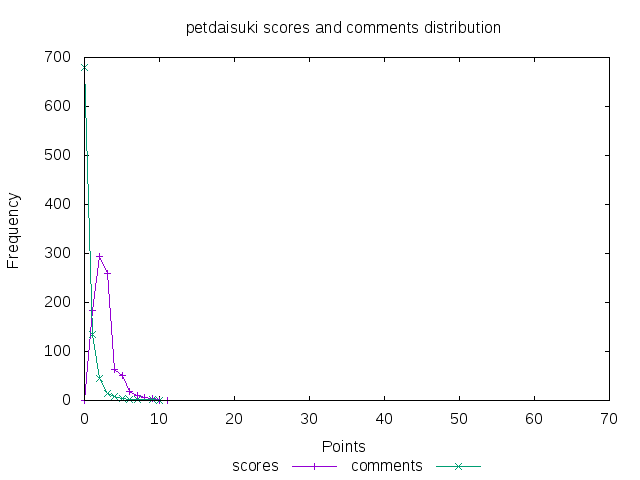 petdaisuki scores and comments distribution
700
600
500
400
300
200
100
0
Frequency
0 10 20 30 40 50 60 70
Points
scores comments